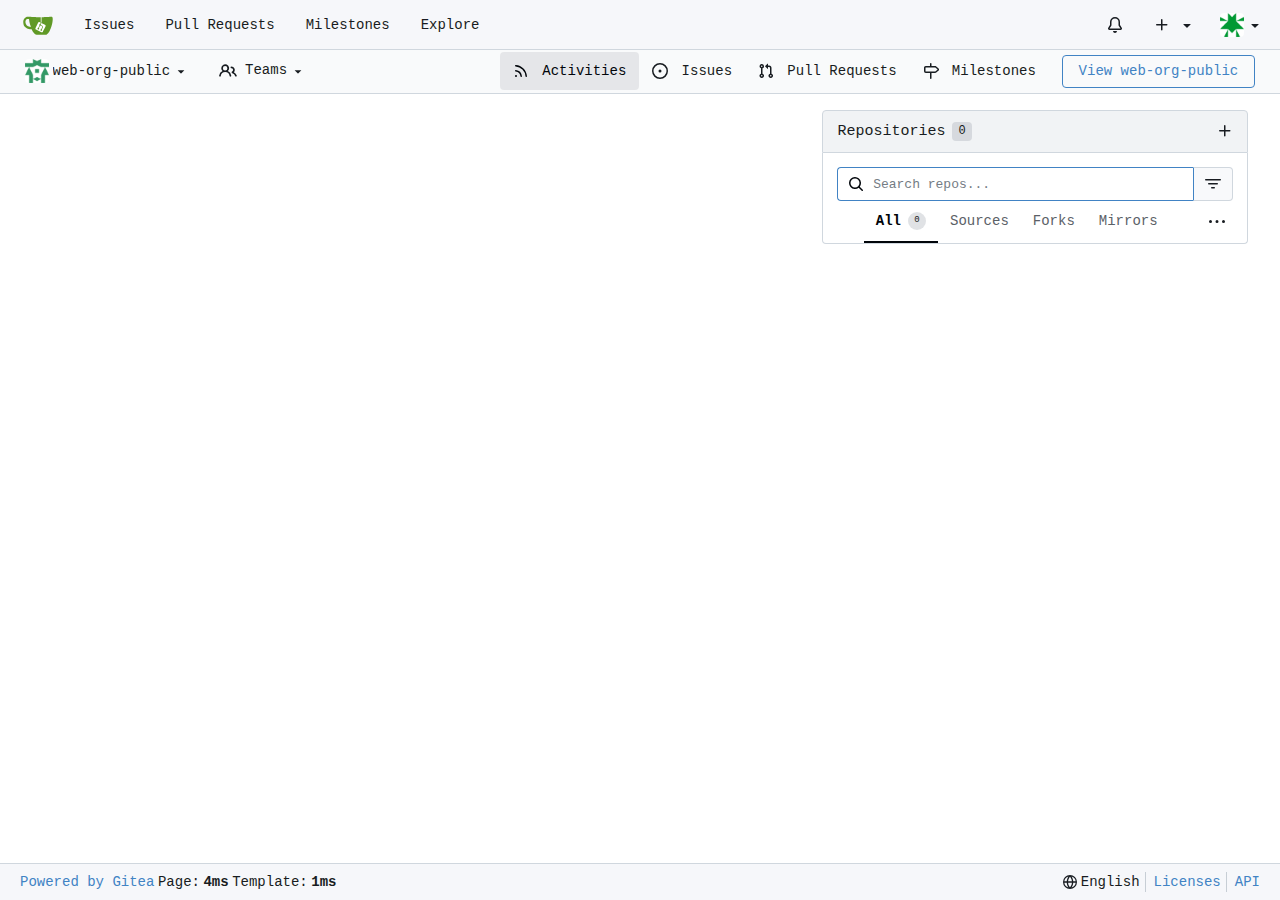 Issues Pull Requests Milestones Explore
web-org-public Teams Activities Issues Pull Requests Milestones View web-org-public
Repositories 0
Search repos...
All 0 Sources Forks Mirrors
Powered by Gitea Page: 4ms Template: 1ms English Licenses API